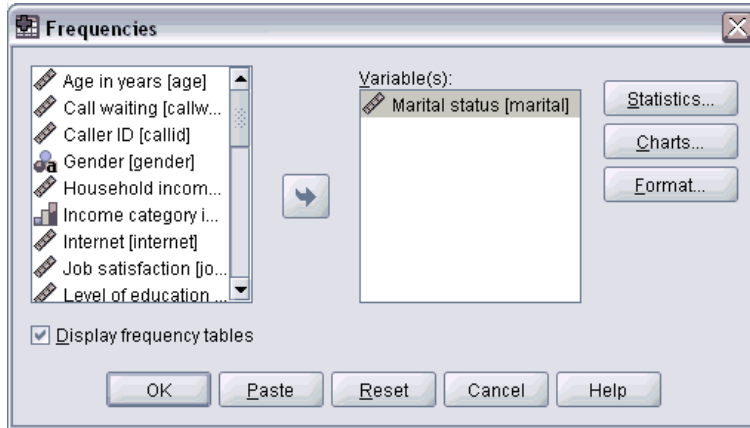 Frequencies
Age in years [age]
Call waiting [callw...
Caller ID [callid]
Gender [gender]
Household incom...
Income category i...
Internet [internet]
Job satisfaction [jo...
Level of education ...
Variable(s):
Marital status [marital]
Statistics...
Charts...
Format...
Display frequency tables
OK
Paste
Reset
Cancel
Help